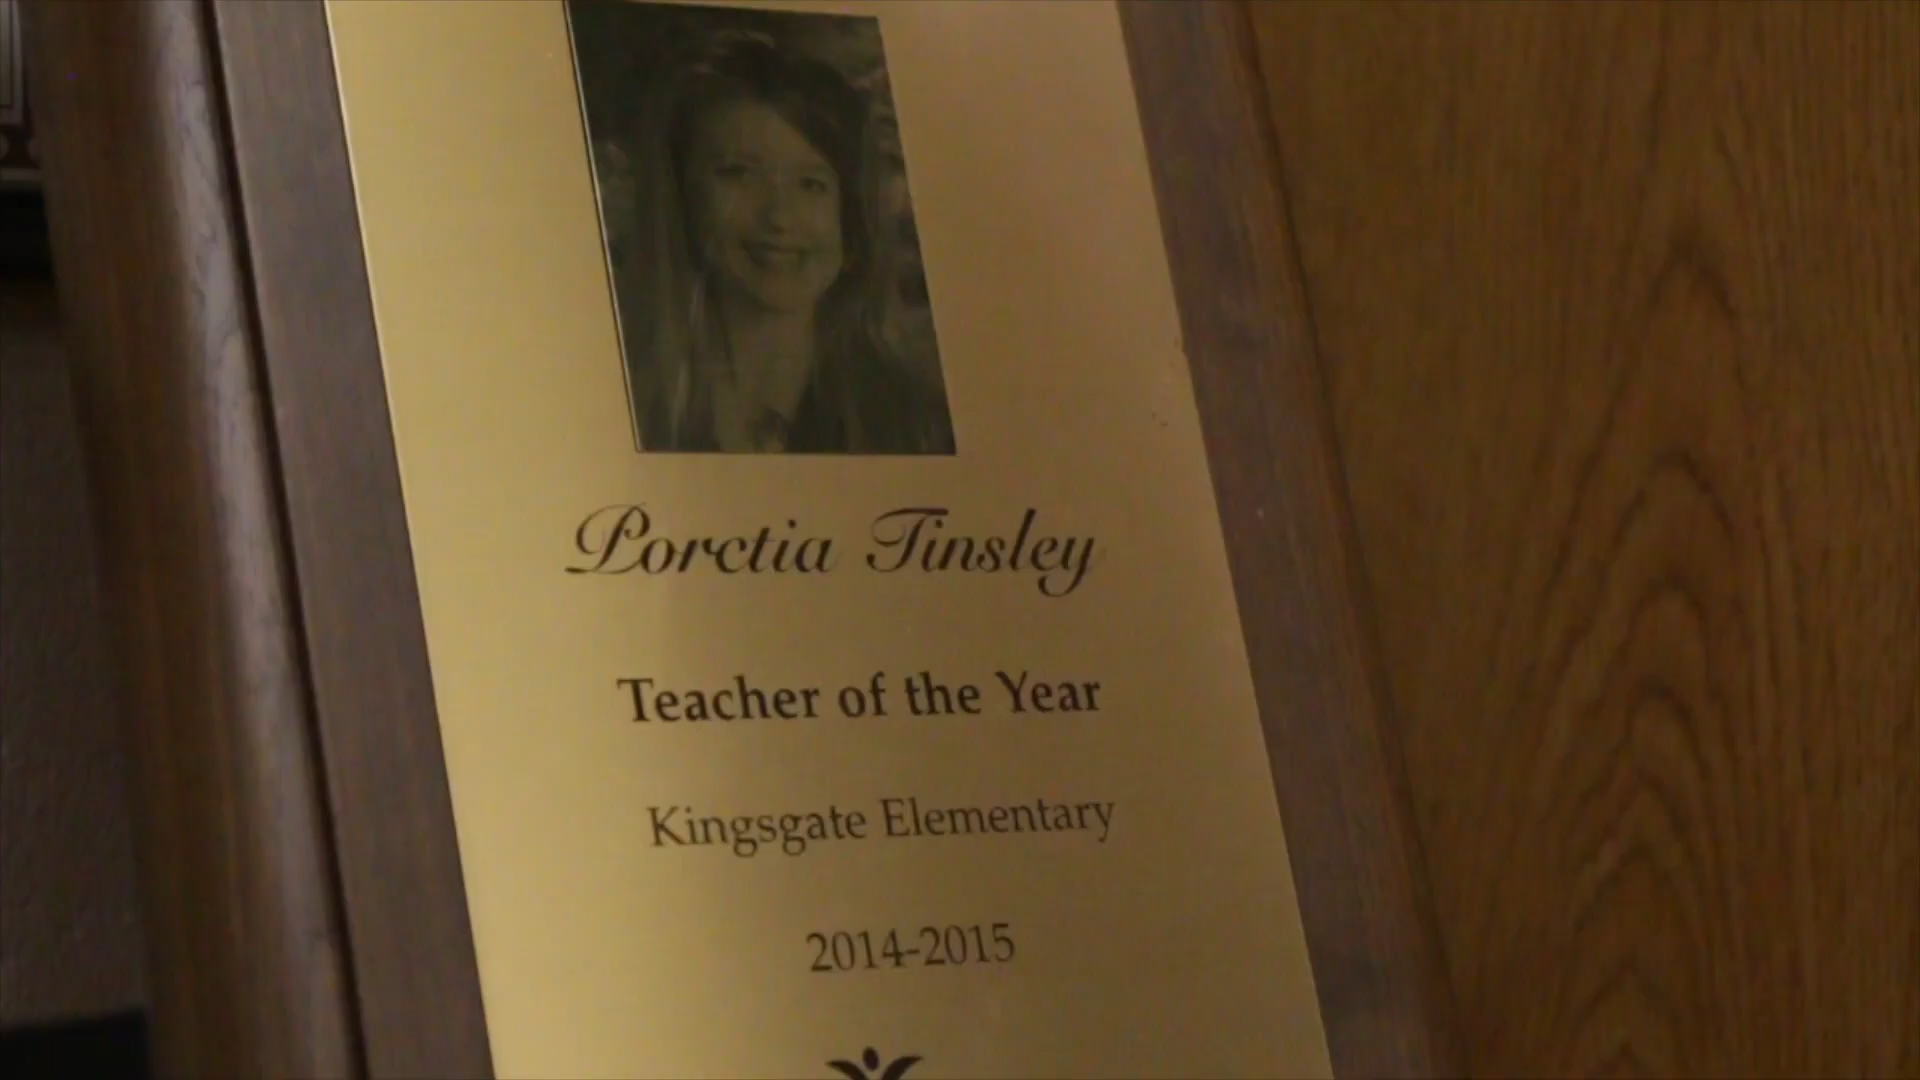 Porctia Tinsley
Teacher of the Year
Kingsgate Elementary
2014-2015